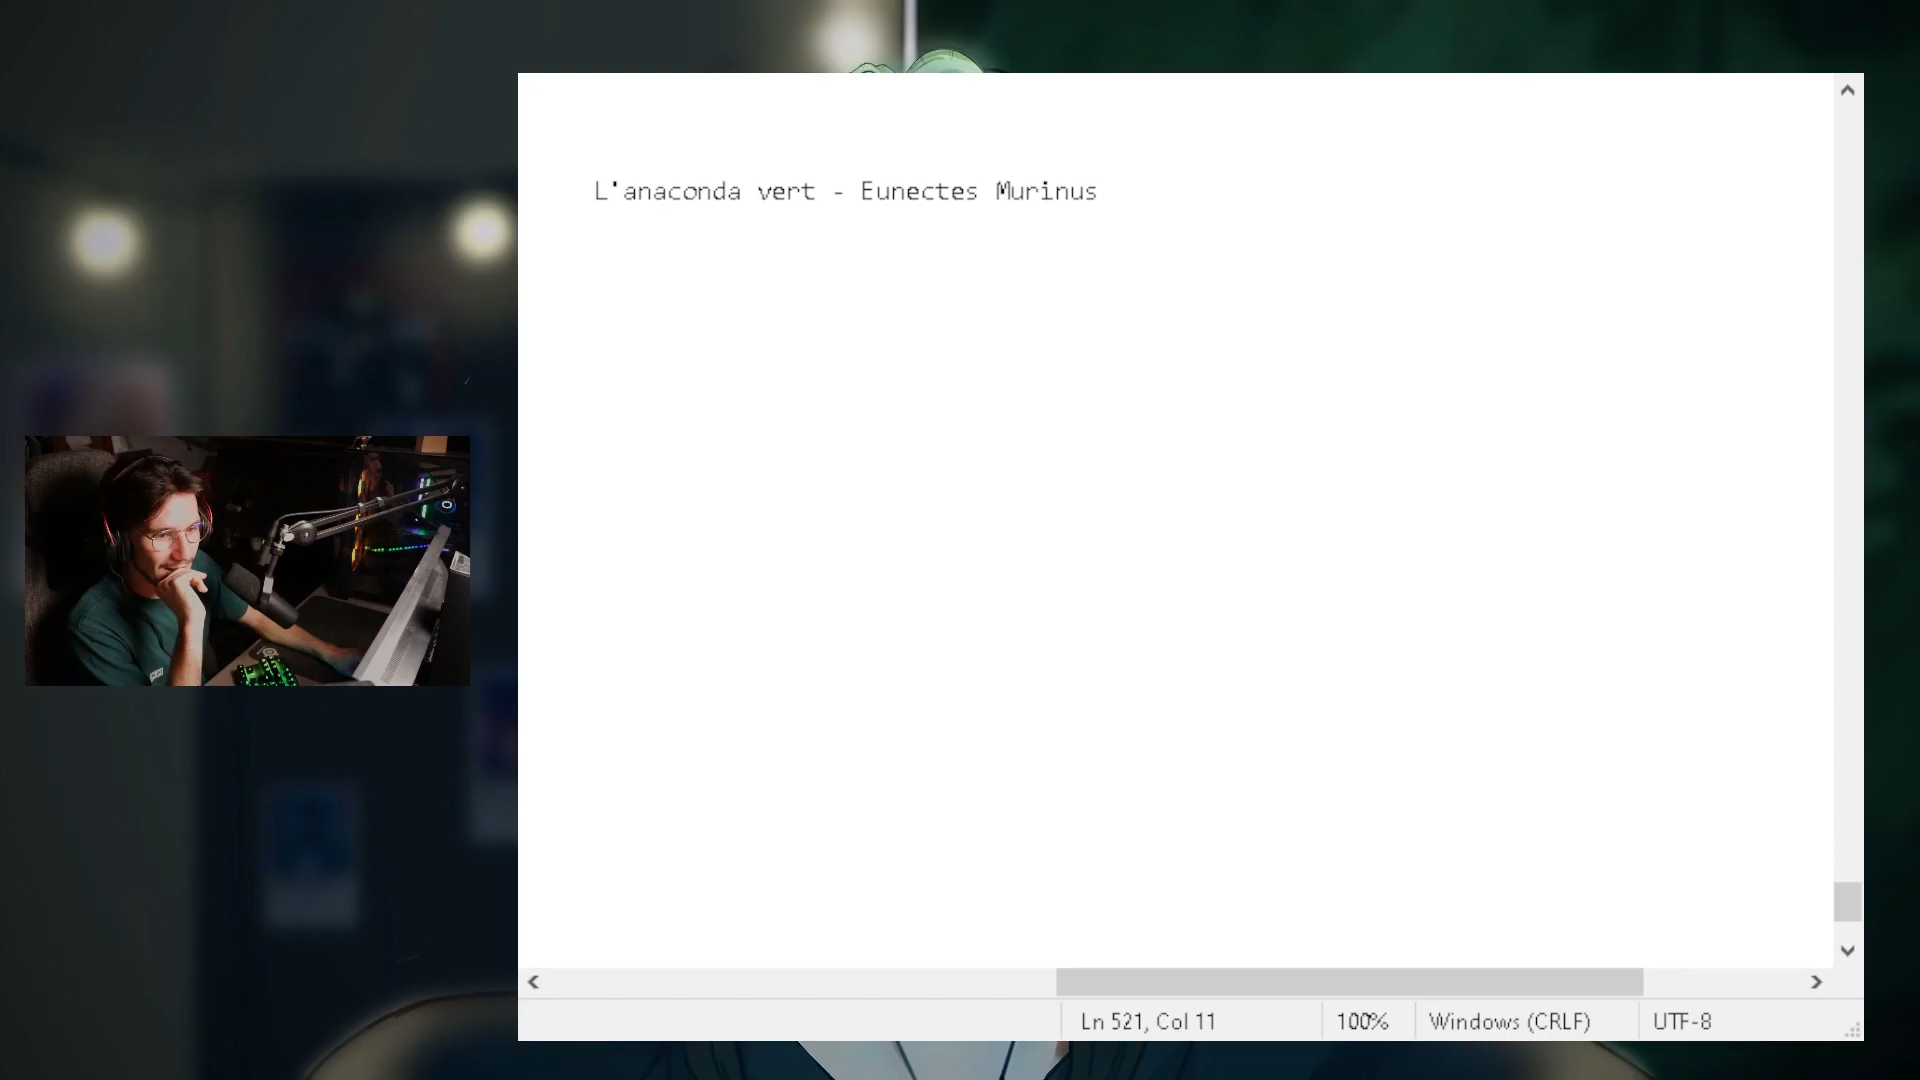 L'anaconda vert - Eunectes Murinus
Ln 521, Col 11 100% Windows (CRLF) UTF-8